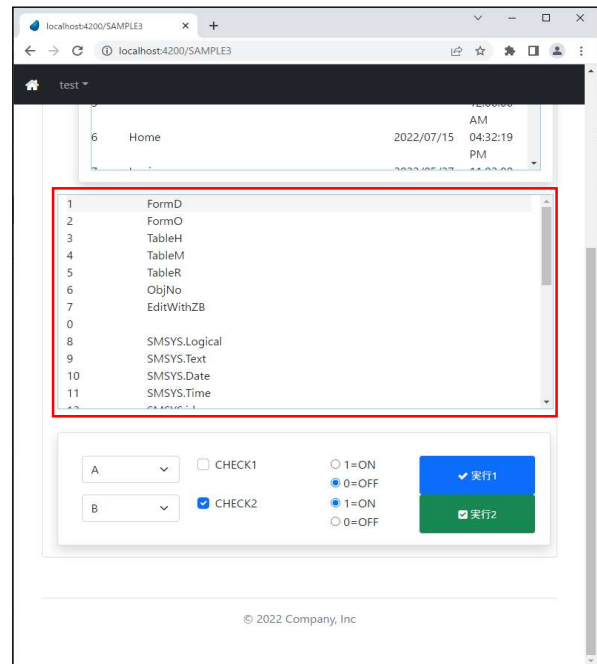 localhost:4200/SAMPLE3
localhost:4200/SAMPLE3
test
AM
6 Home 2022/07/15 04:32:19
PM
1 FormD
2 FormO
3 TableH
4 TableM
5 TableR
6 ObjNo
7 EditWithZB
0
8 SMSYS.Logical
9 SMSYS.Text
10 SMSYS.Date
11 SMSYS.Time
A CHECK1 1=ON 実行1
0=OFF
B CHECK2 1=ON 実行2
0=OFF
© 2022 Company, Inc